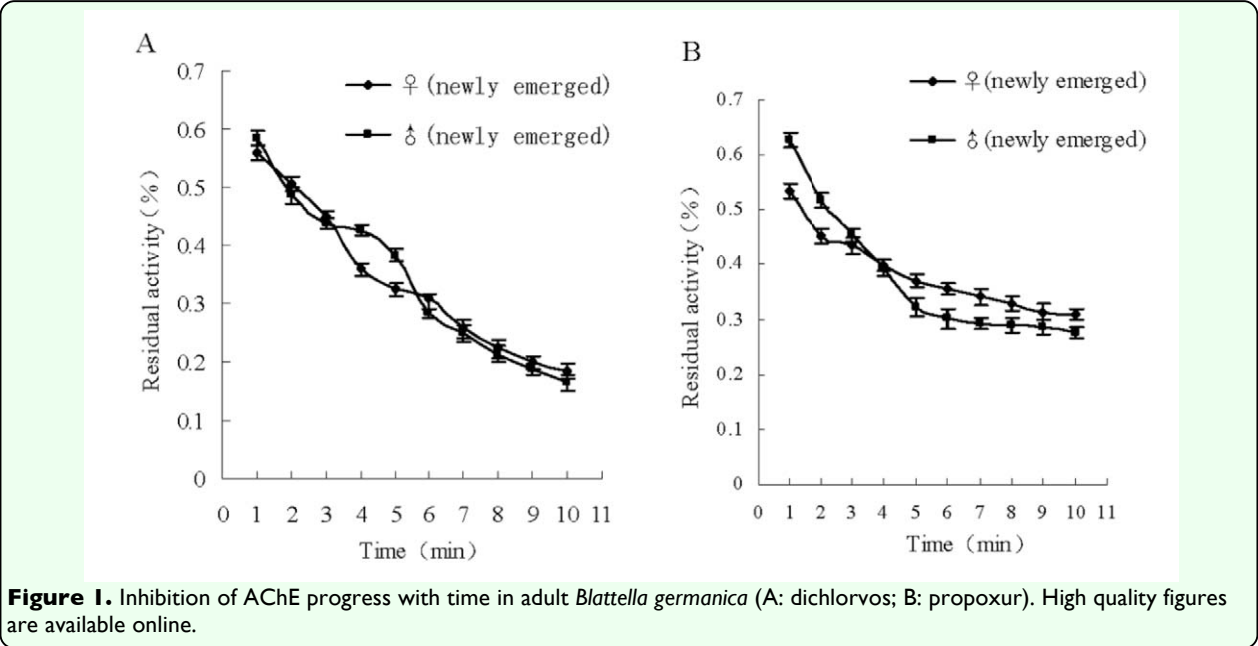 A
0.7
0.6
0.5
0.4
0.3
0.2
0.1
0
Residual activity(%)
♀ (newly emerged)
♂ (newly emerged)
0 1 2 3 4 5 6 7 8 9 10 11
Time (min)
B
0.7
0.6
0.5
0.4
0.3
0.2
0.1
0
Residual activity(%)
♀(newly emerged)
♂(newly emerged)
0 1 2 3 4 5 6 7 8 9 10 11
Time (min)
Figure 1. Inhibition of AChE progress with time in adult Blattella germanica (A: dichlorvos; B: propoxur). High quality figures
are available online.